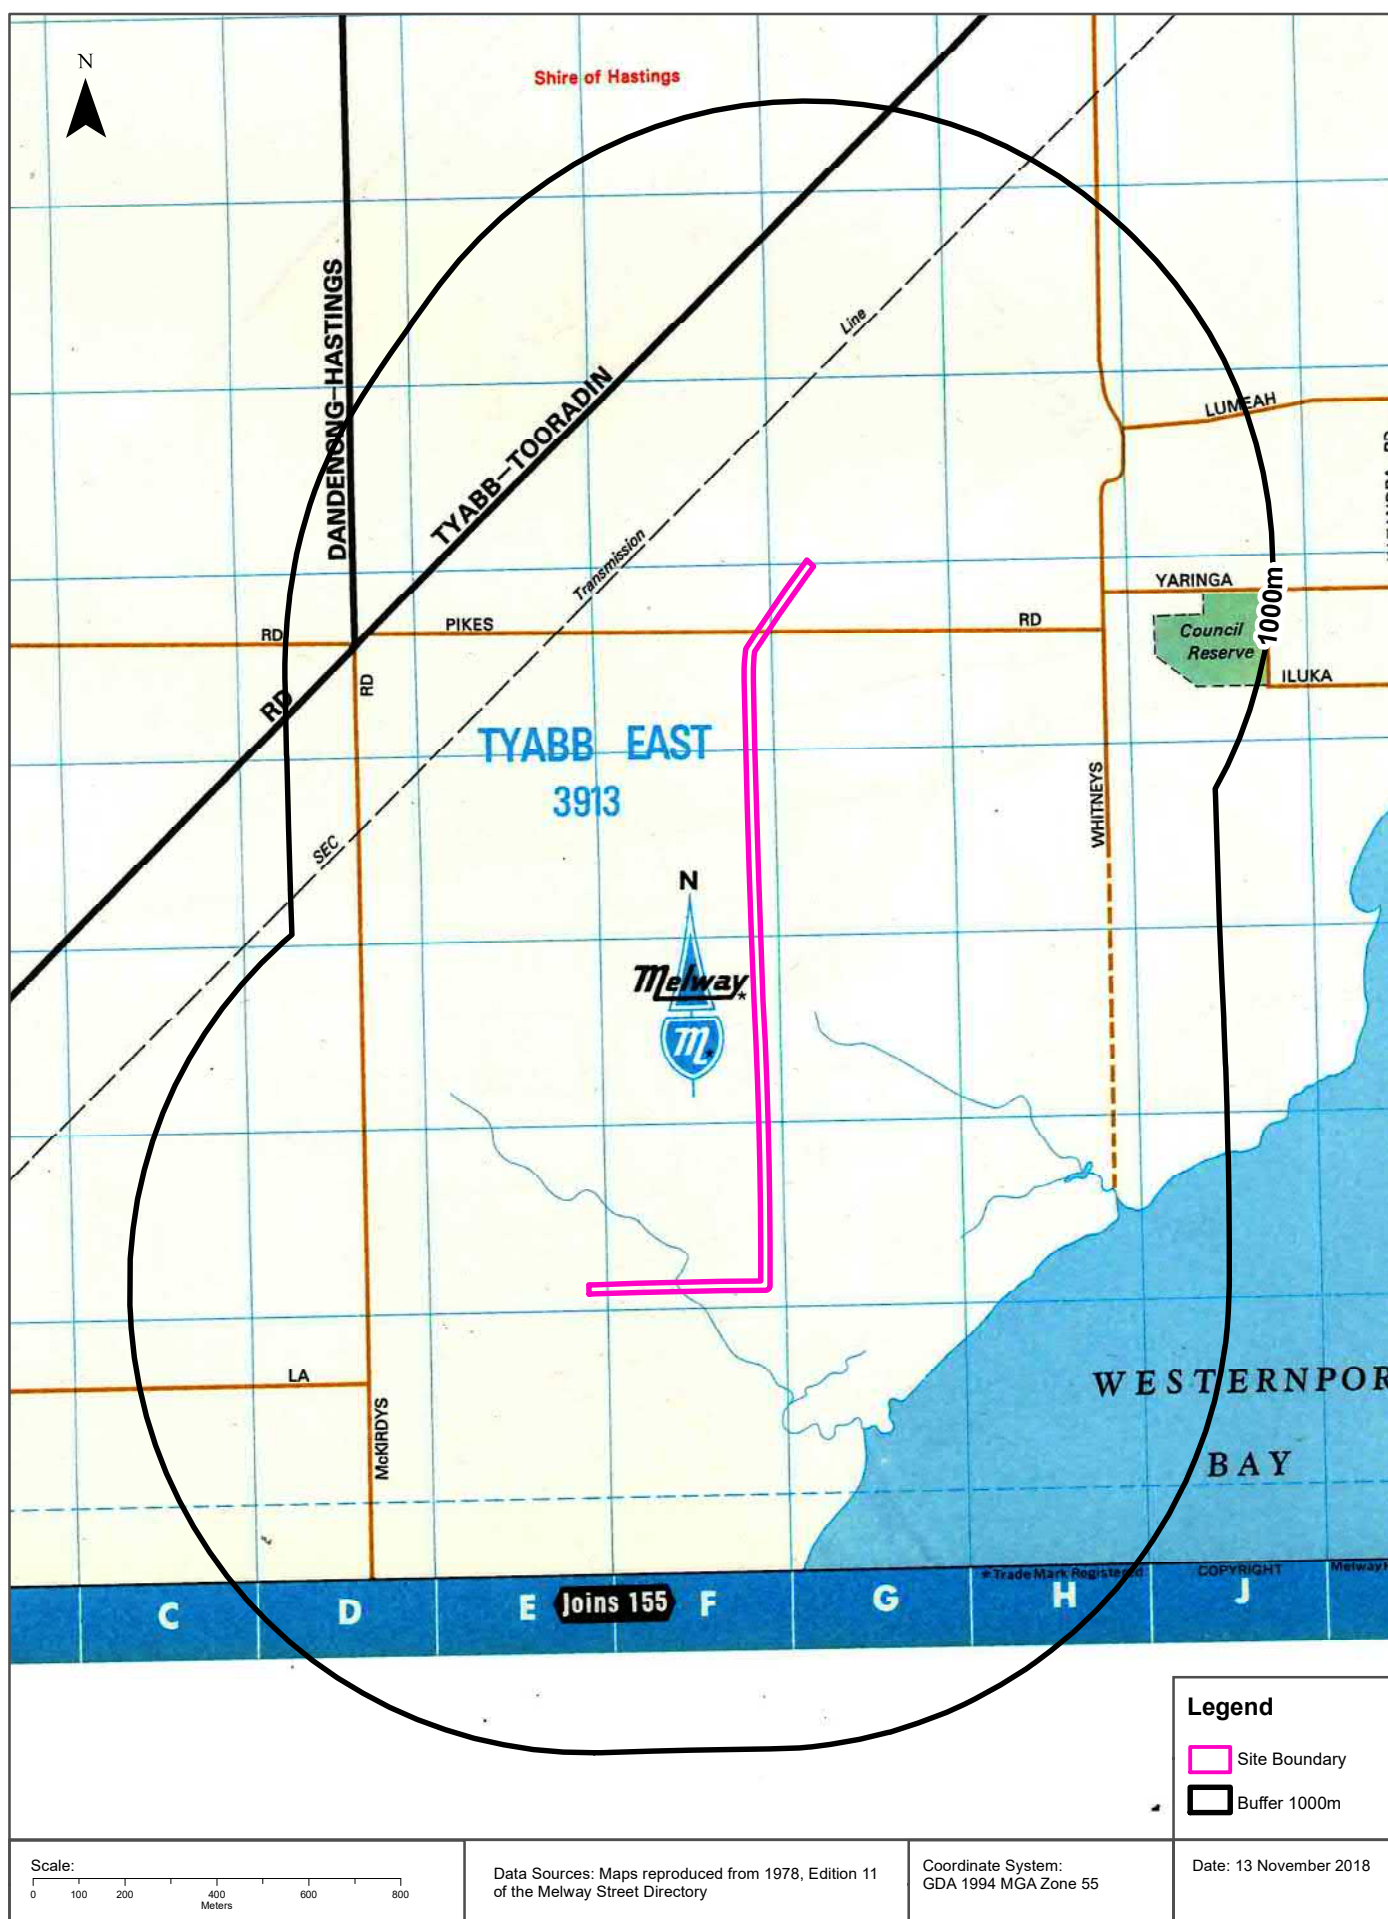 N
Shire of Hastings
DANDENONG-HASTINGS
TYABB-TOORADIN
Line
LUMEAH
Transmission
YARINGA
1000m
RD
PIKES
RD
Council
Reserve
ILUKA
RD
RD
TYABB EAST
3913
WHITNEYS
SEC
N
Melway*
M*
WESTERNPOR
BAY
LA
McKIRDYS
* Trade Mark Registered
COPYRIGHT
C
D
E
Joins 155
F
G
H
J
Legend
Site Boundary
Buffer 1000m
Scale:
0 100 200 400 600 800
Meters
Data Sources: Maps reproduced from 1978, Edition 11
of the Melway Street Directory
Coordinate System:
GDA 1994 MGA Zone 55
Date: 13 November 2018